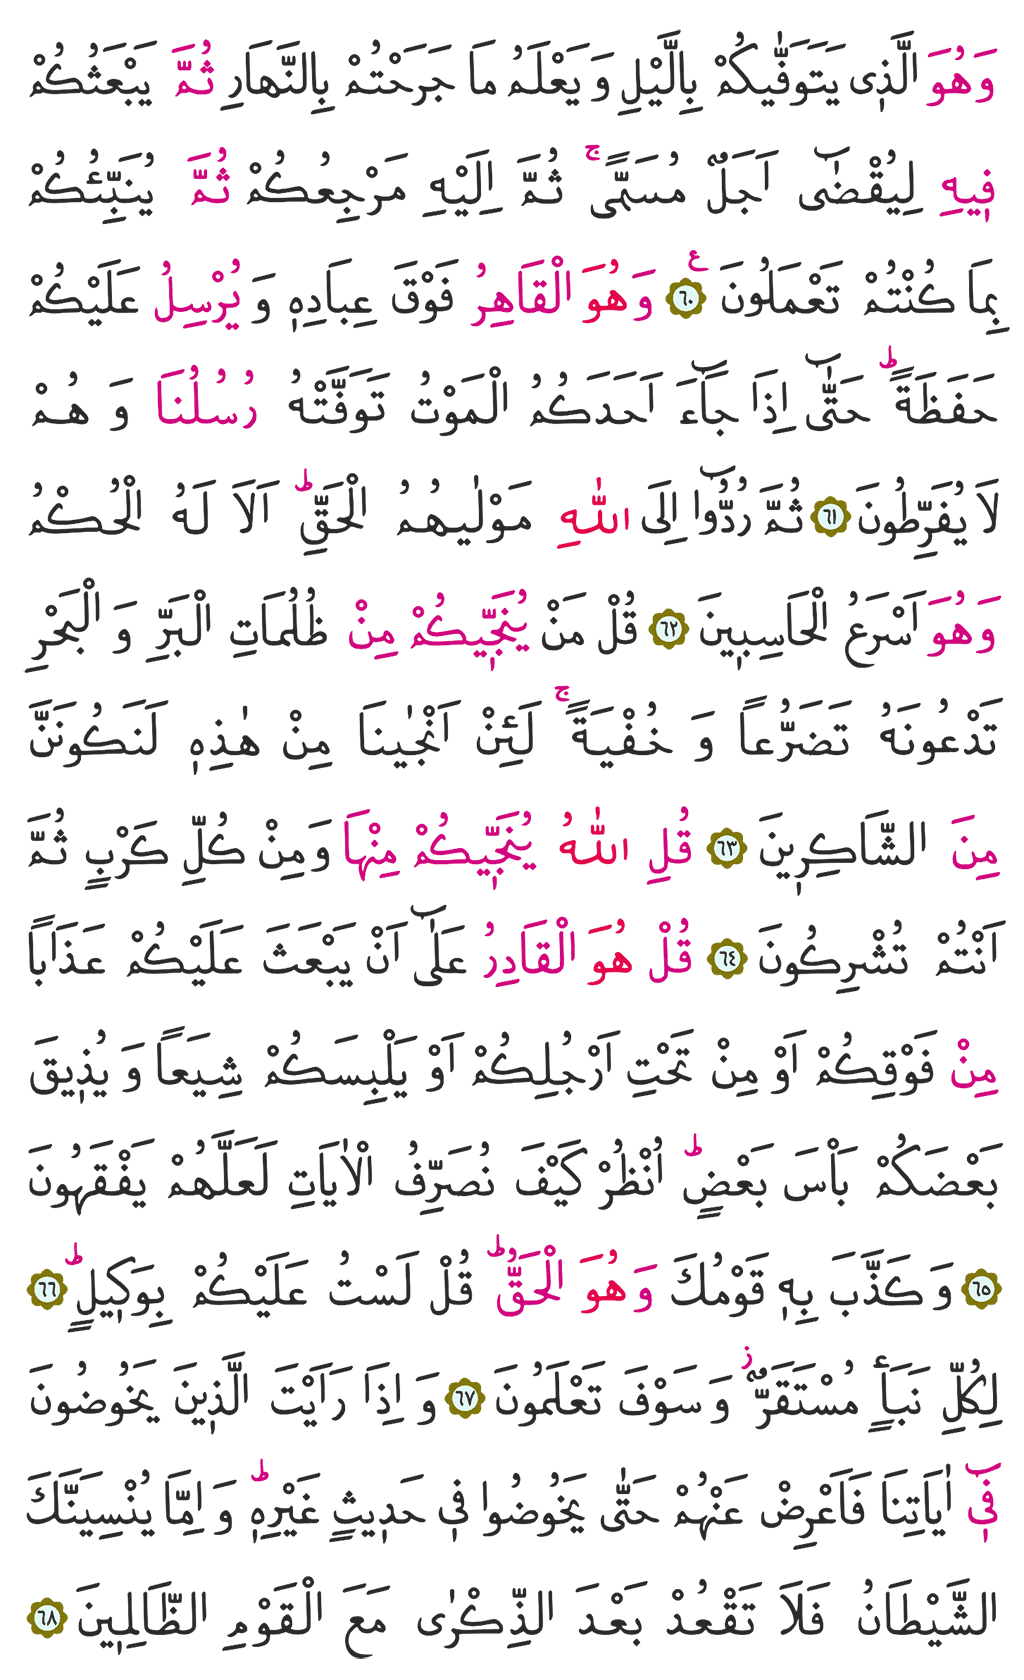 وَهُوَ الَّذ۪ى يَتَوَفّٰيكُمْ بِالَّيْلِ وَ يَعْلَمُ مَا جَرَحْتُمْ بِالنَّهَارِ ثُمَّ يَبْعَثُكُمْ
ف۪يهِ لِيُقْضٰٓى اَجَلٌ مُسَمًّىۚ ثُمَّ اِلَيْهِ مَرْجِعُكُمْ ثُمَّ يُنَبِّئُكُمْ
بِمَا كُنْتُمْ تَعْمَلُونَ ع ﴿٦٠﴾ وَهُوَ الْقَاهِرُ فَوْقَ عِبَادِه۪ وَ يُرْسِلُ عَلَيْكُمْ
حَفَظَةًۜ حَتّٰٓى اِذَا جَٓاءَ اَحَدَكُمُ الْمَوْتُ تَوَفَّتْهُ رُسُلُنَا وَ هُمْ
لَا يُفَرِّطُونَ ﴿٦١﴾ ثُمَّ رُدُّٓوا اِلَى اللّٰهِ مَوْلٰيهُمُ الْحَقِّۜ اَلَا لَهُ الْحُكْمُ
وَهُوَ اَسْرَعُ الْحَاسِب۪ينَ ﴿٦٢﴾ قُلْ مَنْ يُنَجّ۪يكُمْ مِنْ ظُلُمَاتِ الْبَرِّ وَ الْبَحْرِ
تَدْعُونَهُ تَضَرُّعاً وَ خُفْيَةًۚ لَئِنْ اَنْجٰينَا مِنْ هٰذِه۪ لَنَكُونَنَّ
مِنَ الشَّاكِر۪ينَ ﴿٦٣﴾ قُلِ اللّٰهُ يُنَجّ۪يكُمْ مِنْهَا وَمِنْ كُلِّ كَرْبٍ ثُمَّ
اَنْتُمْ تُشْرِكُونَ ﴿٦٤﴾ قُلْ هُوَ الْقَادِرُ عَلٰٓى اَنْ يَبْعَثَ عَلَيْكُمْ عَذَاباً
مِنْ فَوْقِكُمْ اَوْ مِنْ تَحْتِ اَرْجُلِكُمْ اَوْ يَلْبِسَكُمْ شِيَعاً وَ يُذ۪يقَ
بَعْضَكُمْ بَاْسَ بَعْضٍۜ اُنْظُرْ كَيْفَ نُصَرِّفُ الْاٰيَاتِ لَعَلَّهُمْ يَفْقَهُونَ
﴿٦٥﴾ وَ كَذَّبَ بِه۪ قَوْمُكَ وَهُوَ الْحَقُّۜ قُلْ لَسْتُ عَلَيْكُمْ بِوَك۪يلٍۜ ﴿٦٦﴾
لِكُلِّ نَبَأٍ مُسْتَقَرٌّ ز وَ سَوْفَ تَعْلَمُونَ ﴿٦٧﴾ وَ اِذَا رَاَيْتَ الَّذ۪ينَ يَخُوضُونَ
ف۪ٓى اٰيَاتِنَا فَاَعْرِضْ عَنْهُمْ حَتّٰى يَخُوضُوا ف۪ى حَد۪يثٍ غَيْرِه۪ۜ وَ اِمَّا يُنْسِيَنَّكَ
الشَّيْطَانُ فَلَا تَقْعُدْ بَعْدَ الذِّكْرٰى مَعَ الْقَوْمِ الظَّالِم۪ينَ ﴿٦٨﴾